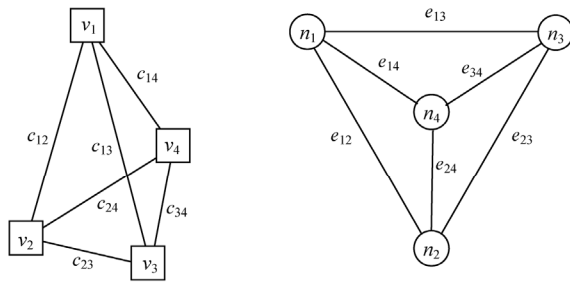 v₁
c₁₄
c₁₂
c₁₃
v₄
c₂₄
c₃₄
v₂
c₂₃
v₃
e₁₃
n₁
n₃
e₁₄
e₃₄
n₄
e₁₂
e₂₄
e₂₃
n₂